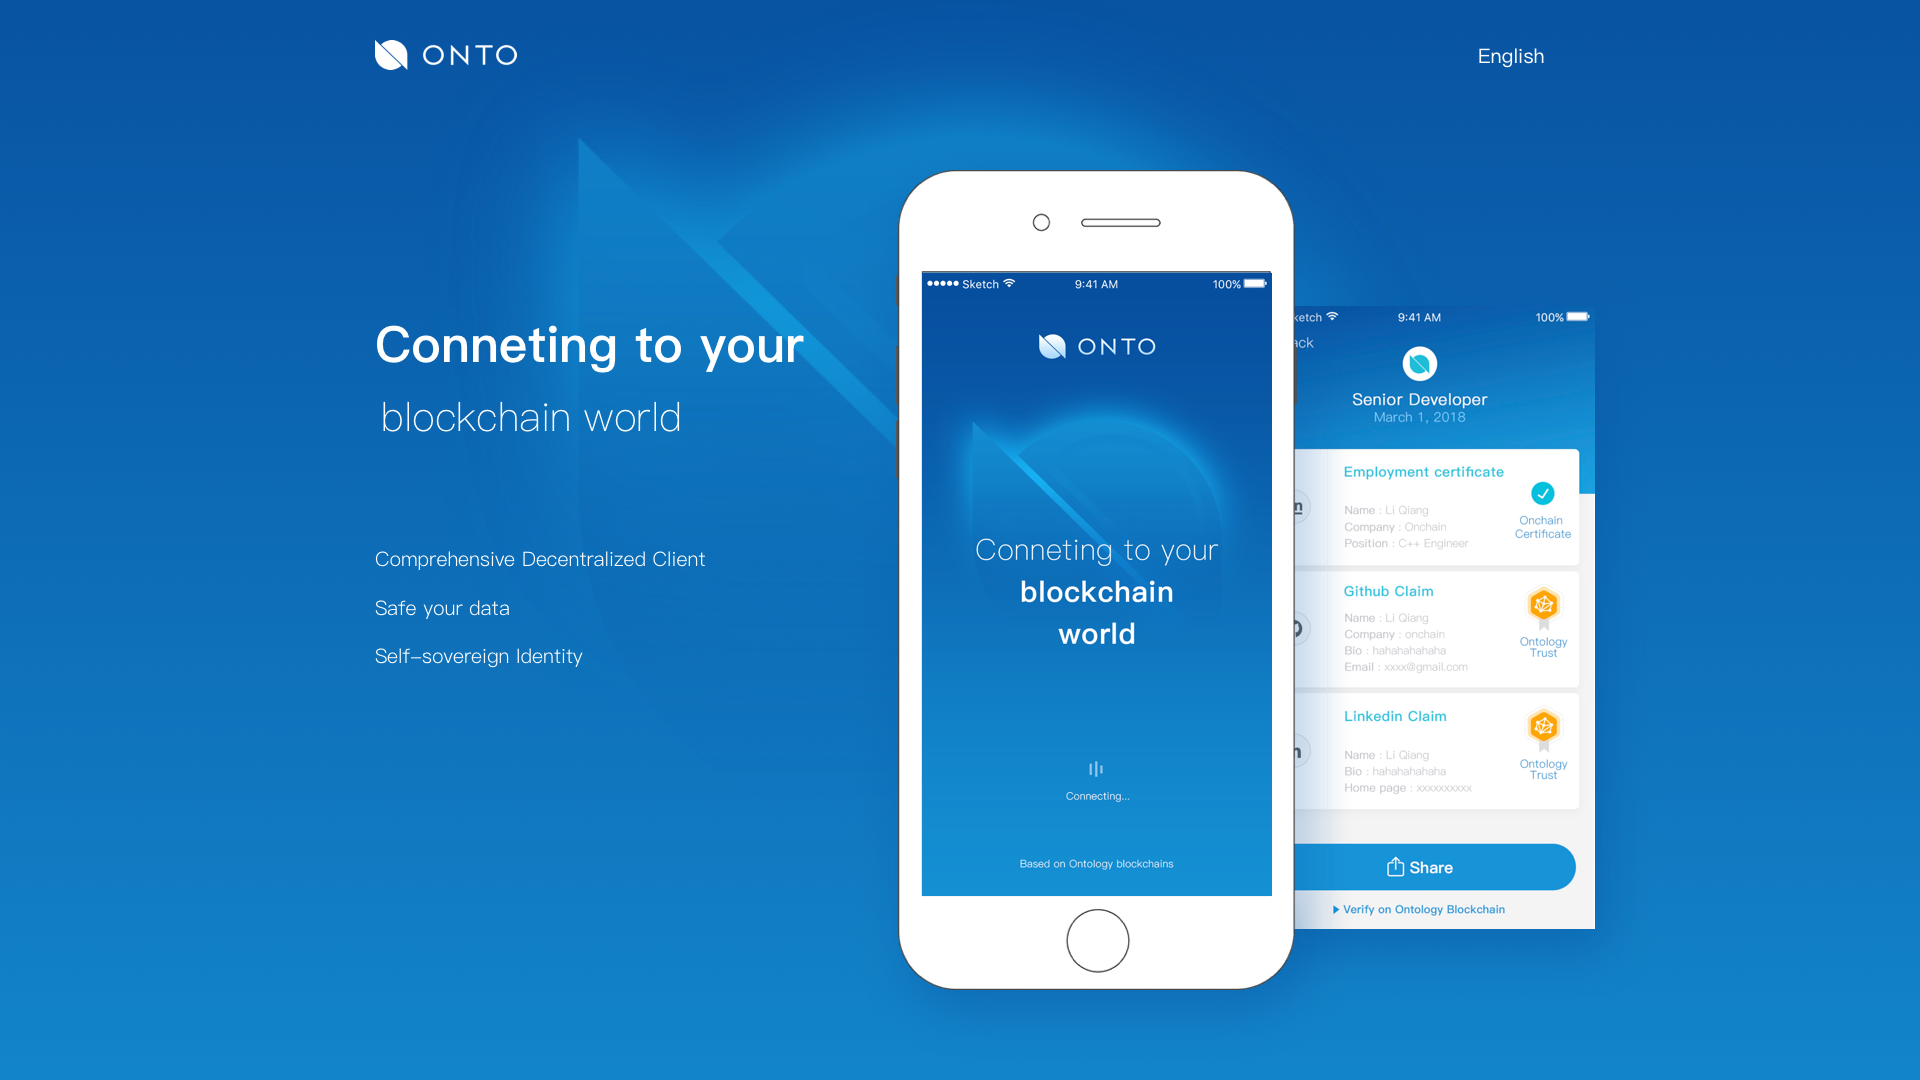 ONTO
English
Conneting to your
blockchain world
Comprehensive Decentralized Client
Safe your data
Self-sovereign Identity
Sketch 9:41 AM 100%
ONTO
Conneting to your
blockchain
world
Connecting...
Based on Ontology blockchains
ketch 9:41 AM 100%
ack
Senior Developer
March 1, 2018
Employment certificate
Name : Li Qiang
Company : Onchain
Position : C++ Engineer
Onchain
Certificate
Github Claim
Name : Li Qiang
Company : onchain
Bio : hahahahahaha
Email : xxxx@gmail.com
Ontology
Trust
Linkedin Claim
Name : Li Qiang
Bio : hahahahahaha
Home page : xxxxxxxxxx
Ontology
Trust
Share
Verify on Ontology Blockchain